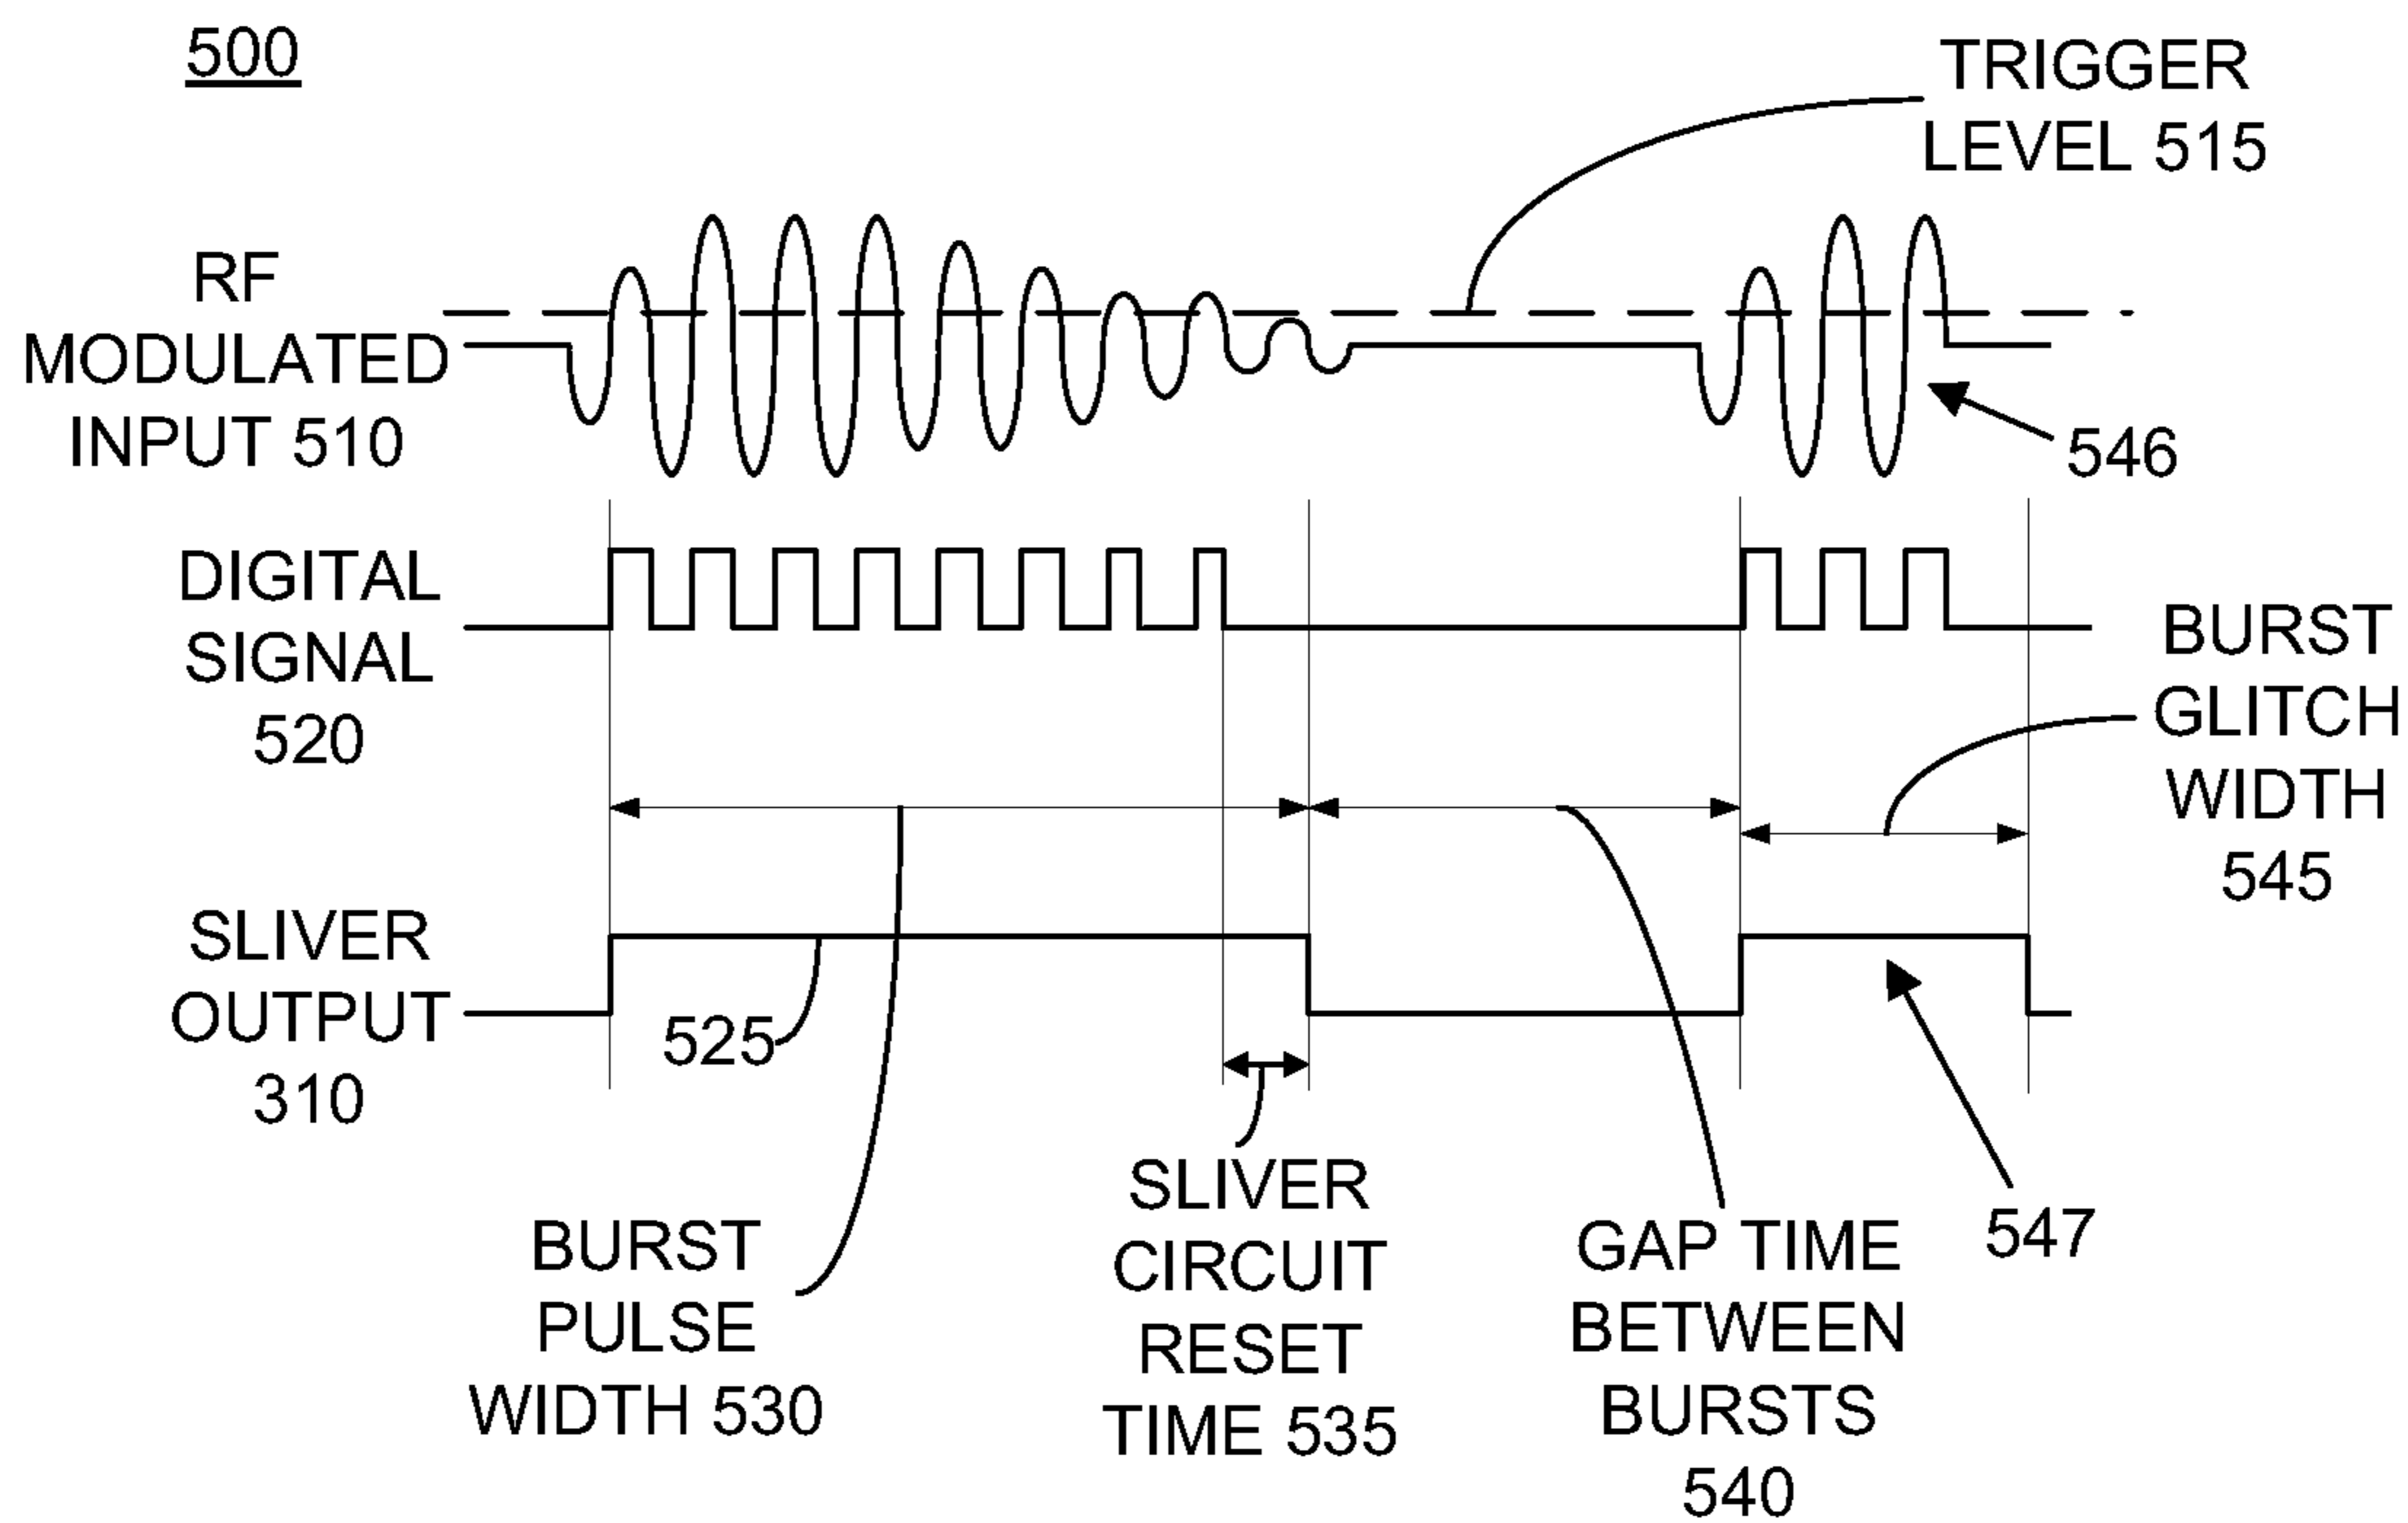 500
TRIGGER
LEVEL 515
RF
MODULATED
INPUT 510
546
DIGITAL
SIGNAL
520
BURST
GLITCH
WIDTH
545
SLIVER
OUTPUT
310
525
BURST
PULSE
WIDTH 530
SLIVER
CIRCUIT
RESET
TIME 535
GAP TIME
BETWEEN
BURSTS
540
547